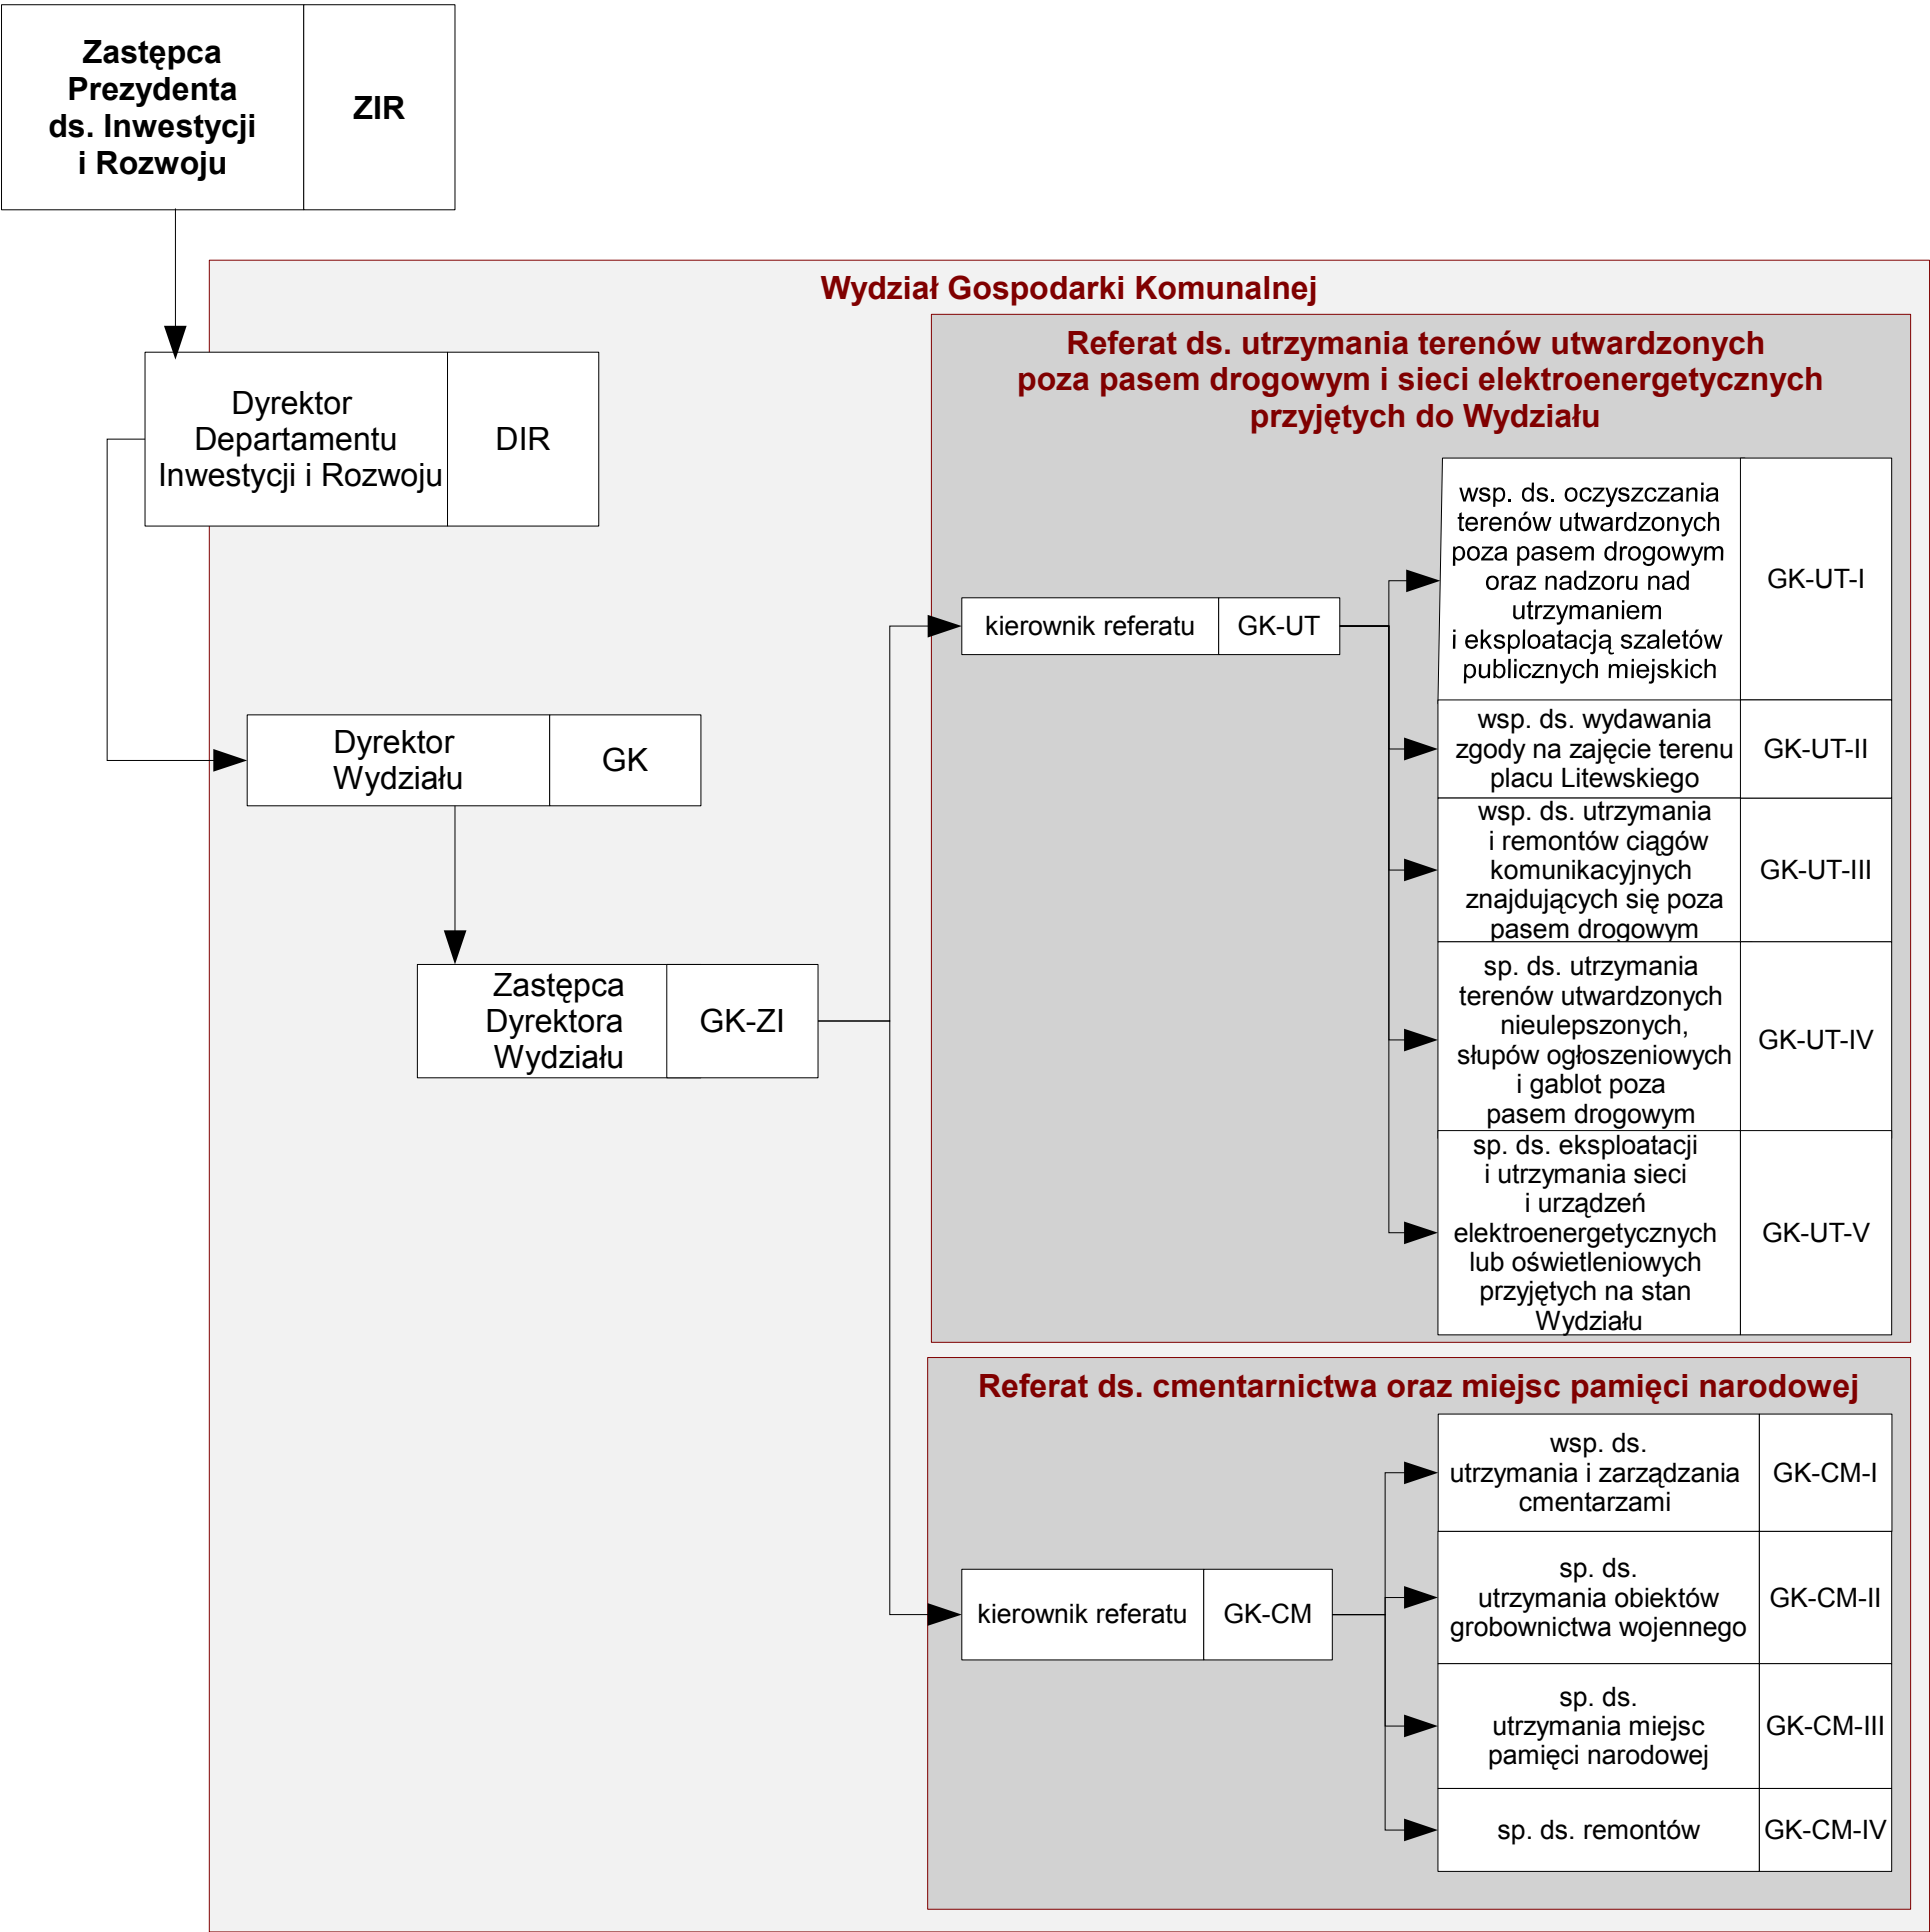 Zastępca
Prezydenta
ds. Inwestycji
i Rozwoju
ZIR
Wydział Gospodarki Komunalnej
Dyrektor
Departamentu
Inwestycji i Rozwoju
DIR
Dyrektor
Wydziału
GK
Zastępca
Dyrektora
Wydziału
GK-ZI
Referat ds. utrzymania terenów utwardzonych
poza pasem drogowym i sieci elektroenergetycznych
przyjętych do Wydziału
kierownik referatu
GK-UT
wsp. ds. oczyszczania
terenów utwardzonych
poza pasem drogowym
oraz nadzoru nad
utrzymaniem
i eksploatacją szaletów
publicznych miejskich
GK-UT-I
wsp. ds. wydawania
zgody na zajęcie terenu
placu Litewskiego
GK-UT-II
wsp. ds. utrzymania
i remontów ciągów
komunikacyjnych
znajdujących się poza
pasem drogowym
GK-UT-III
sp. ds. utrzymania
terenów utwardzonych
nieulepszonych,
słupów ogłoszeniowych
i gablot poza
pasem drogowym
GK-UT-IV
sp. ds. eksploatacji
i utrzymania sieci
i urządzeń
elektroenergetycznych
lub oświetleniowych
przyjętych na stan
Wydziału
GK-UT-V
Referat ds. cmentarnictwa oraz miejsc pamięci narodowej
kierownik referatu
GK-CM
wsp. ds.
utrzymania i zarządzania
cmentarzami
GK-CM-I
sp. ds.
utrzymania obiektów
grobownictwa wojennego
GK-CM-II
sp. ds.
utrzymania miejsc
pamięci narodowej
GK-CM-III
sp. ds. remontów
GK-CM-IV